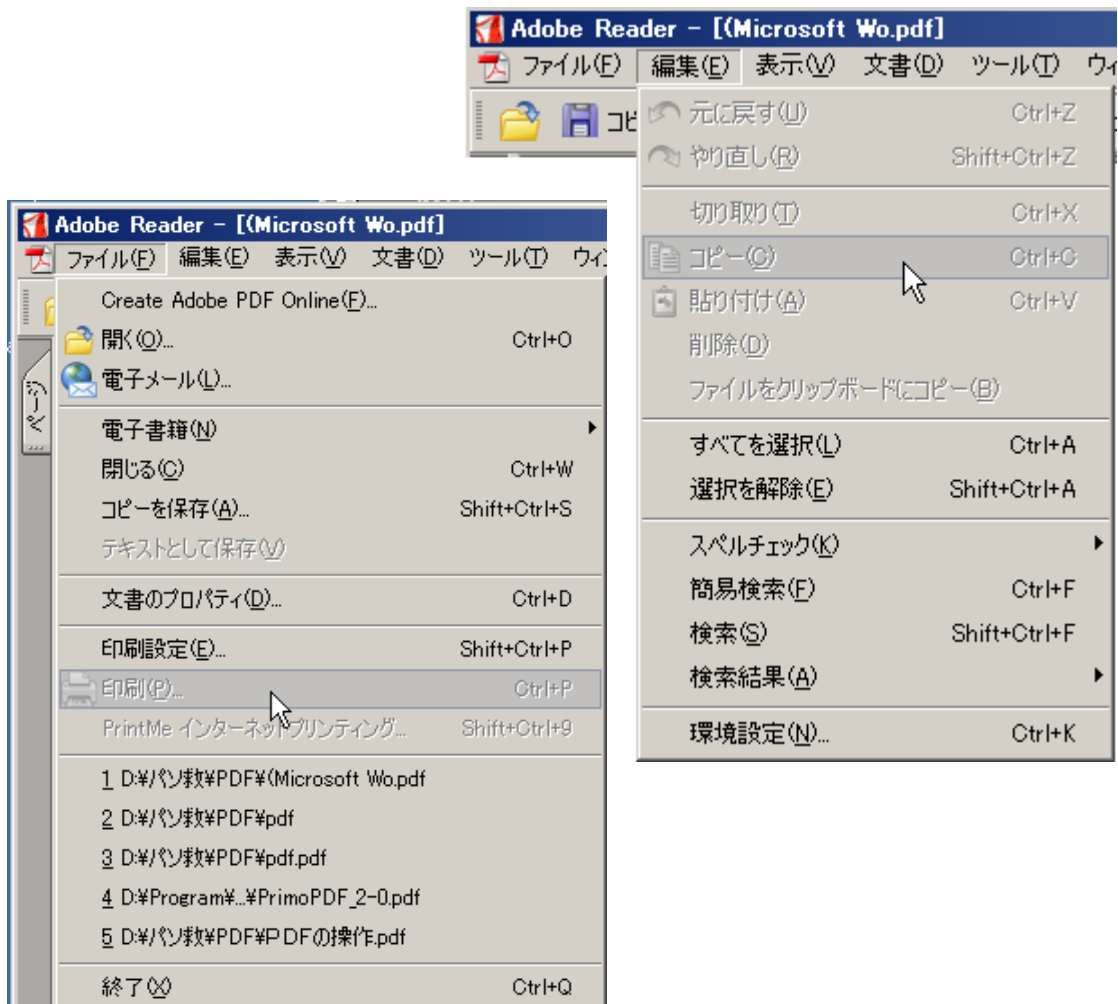 Adobe Reader - [(Microsoft Wo.pdf]
ファイル(F) 編集(E) 表示(V) 文書(D) ツール(T) ウィ
元に戻す(U) Ctrl+Z
やり直し(R) Shift+Ctrl+Z
切り取り(T) Ctrl+X
コピー(C) Ctrl+C
貼り付け(A) Ctrl+V
削除(D)
ファイルをクリップボードにコピー(B)
すべてを選択(L) Ctrl+A
選択を解除(E) Shift+Ctrl+A
スペルチェック(K)
簡易検索(F) Ctrl+F
検索(S) Shift+Ctrl+F
検索結果(A)
環境設定(N)... Ctrl+K
Adobe Reader - [(Microsoft Wo.pdf]
ファイル(F) 編集(E) 表示(V) 文書(D) ツール(T) ウィン
Create Adobe PDF Online(F)...
開く(O)... Ctrl+O
電子メール(L)...
電子書籍(N)
閉じる(C) Ctrl+W
コピーを保存(A)... Shift+Ctrl+S
テキストとして保存(V)
文書のプロパティ(D)... Ctrl+D
印刷設定(E)... Shift+Ctrl+P
印刷(P)... Ctrl+P
PrintMe インターネットプリンティング... Shift+Ctrl+9
1 D:¥パソ救¥PDF¥(Microsoft Wo.pdf
2 D:¥パソ救¥PDF¥pdf
3 D:¥パソ救¥PDF¥pdf.pdf
4 D:¥Program¥...¥PrimoPDF_2-0.pdf
5 D:¥パソ救¥PDF¥PDFの操作.pdf
終了(X) Ctrl+Q